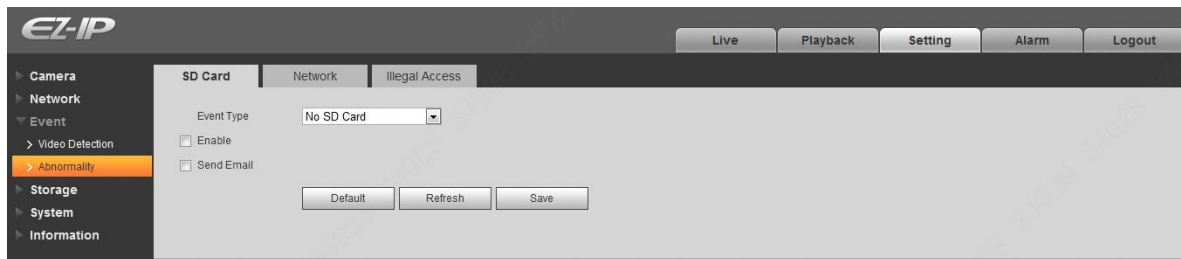 EZ-IP
Live Playback Setting Alarm Logout
Camera
Network
Event
Video Detection
Abnormality
Storage
System
Information
SD Card Network Illegal Access
Event Type No SD Card
Enable
Send Email
Default Refresh Save